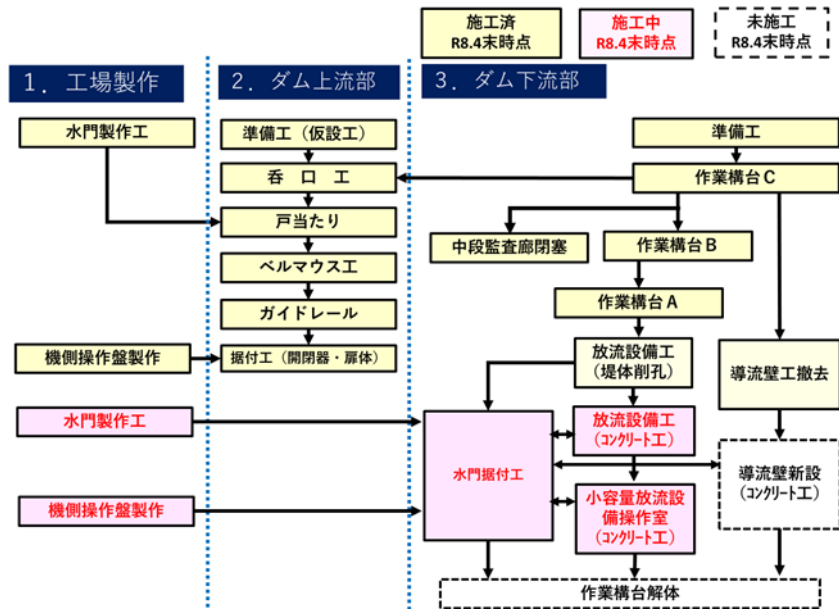 施工済
R8.4末時点
施工中
R8.4末時点
未施工
R8.4末時点
1．工場製作
2．ダム上流部
3．ダム下流部
水門製作工
機側操作盤製作
水門製作工
機側操作盤製作
準備工（仮設工）
呑　口　工
戸当たり
ベルマウス工
ガイドレール
据付工（開閉器・扉体）
準備工
作業構台C
中段監査廊閉塞
作業構台B
作業構台A
放流設備工
（堤体削孔）
導流壁工撤去
水門据付工
放流設備工
（コンクリート工）
小容量放流設
備操作室
（コンクリート工）
導流壁新設
（コンクリート工）
作業構台解体